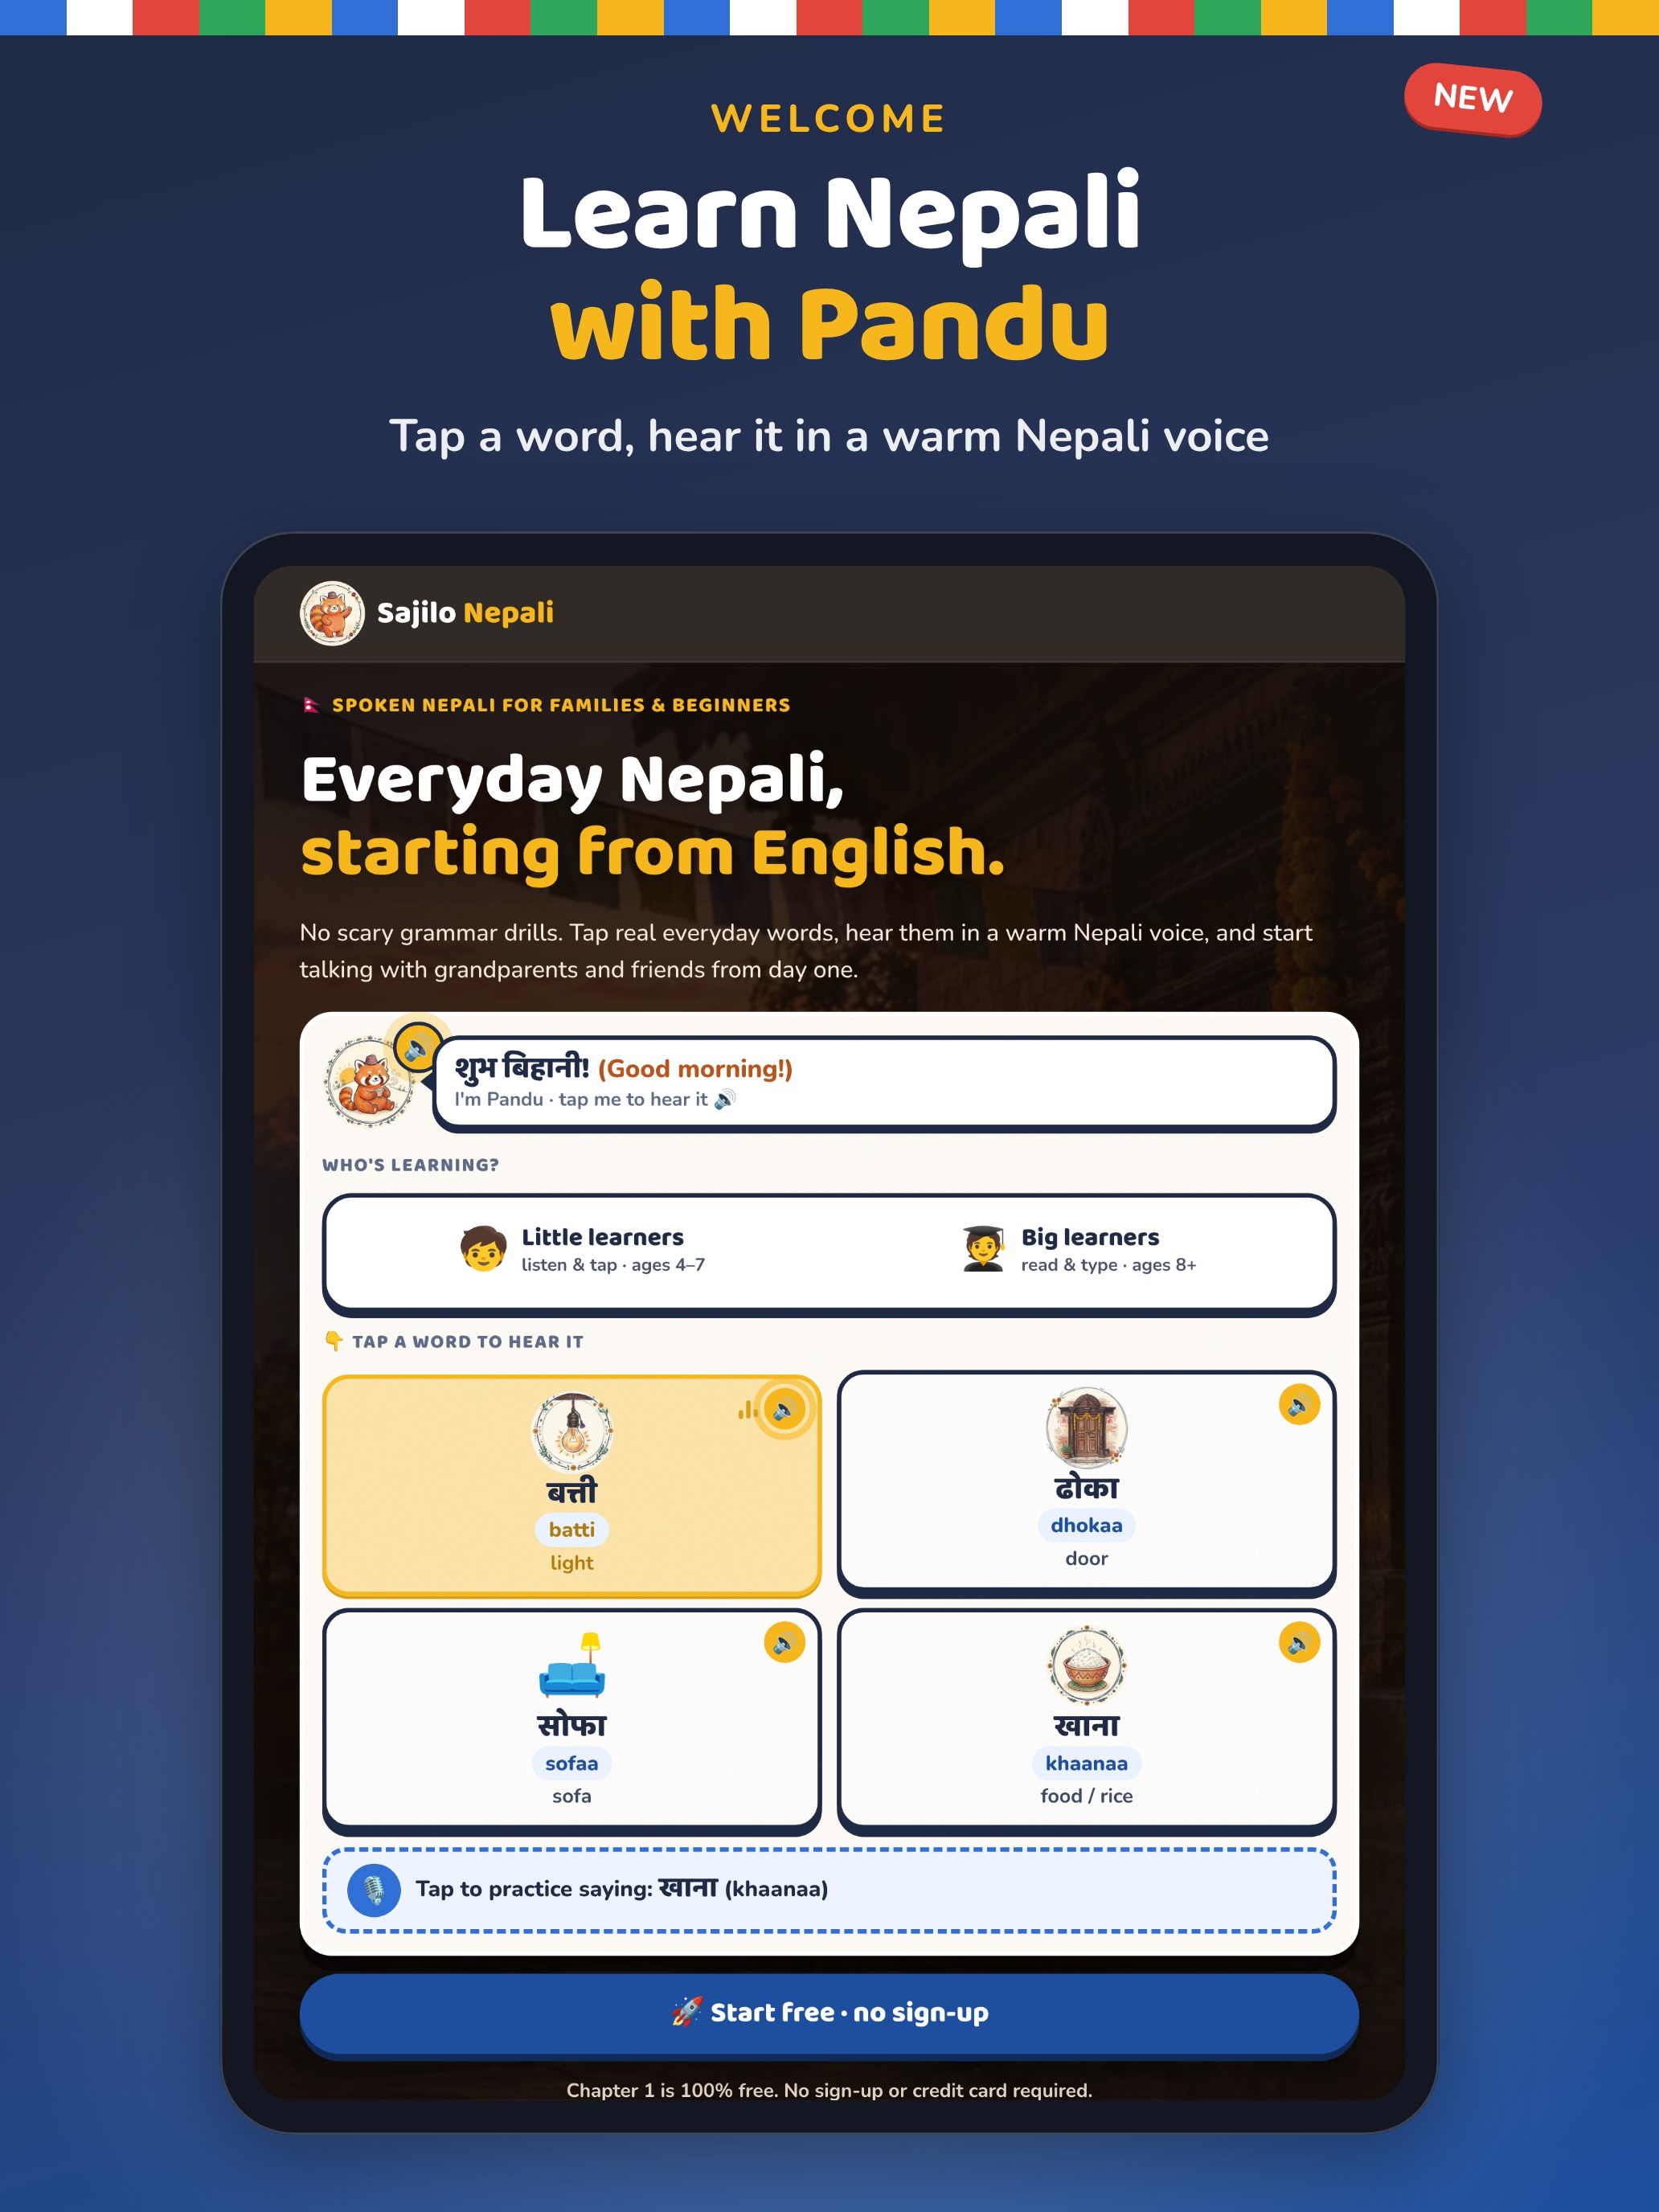 NEW
WELCOME
Learn Nepali
with Pandu
Tap a word, hear it in a warm Nepali voice
Sajilo Nepali
SPOKEN NEPALI FOR FAMILIES & BEGINNERS
Everyday Nepali,
starting from English.
No scary grammar drills. Tap real everyday words, hear them in a warm Nepali voice, and start
talking with grandparents and friends from day one.
शुभ बिहानी! (Good morning!)
I'm Pandu · tap me to hear it 🔊
WHO'S LEARNING?
Little learners
listen & tap · ages 4–7
Big learners
read & type · ages 8+
TAP A WORD TO HEAR IT
बत्ती
batti
light
ढोका
dhokaa
door
सोफा
sofaa
sofa
खाना
khaanaa
food / rice
Tap to practice saying: खाना (khaanaa)
🚀 Start free · no sign-up
Chapter 1 is 100% free. No sign-up or credit card required.